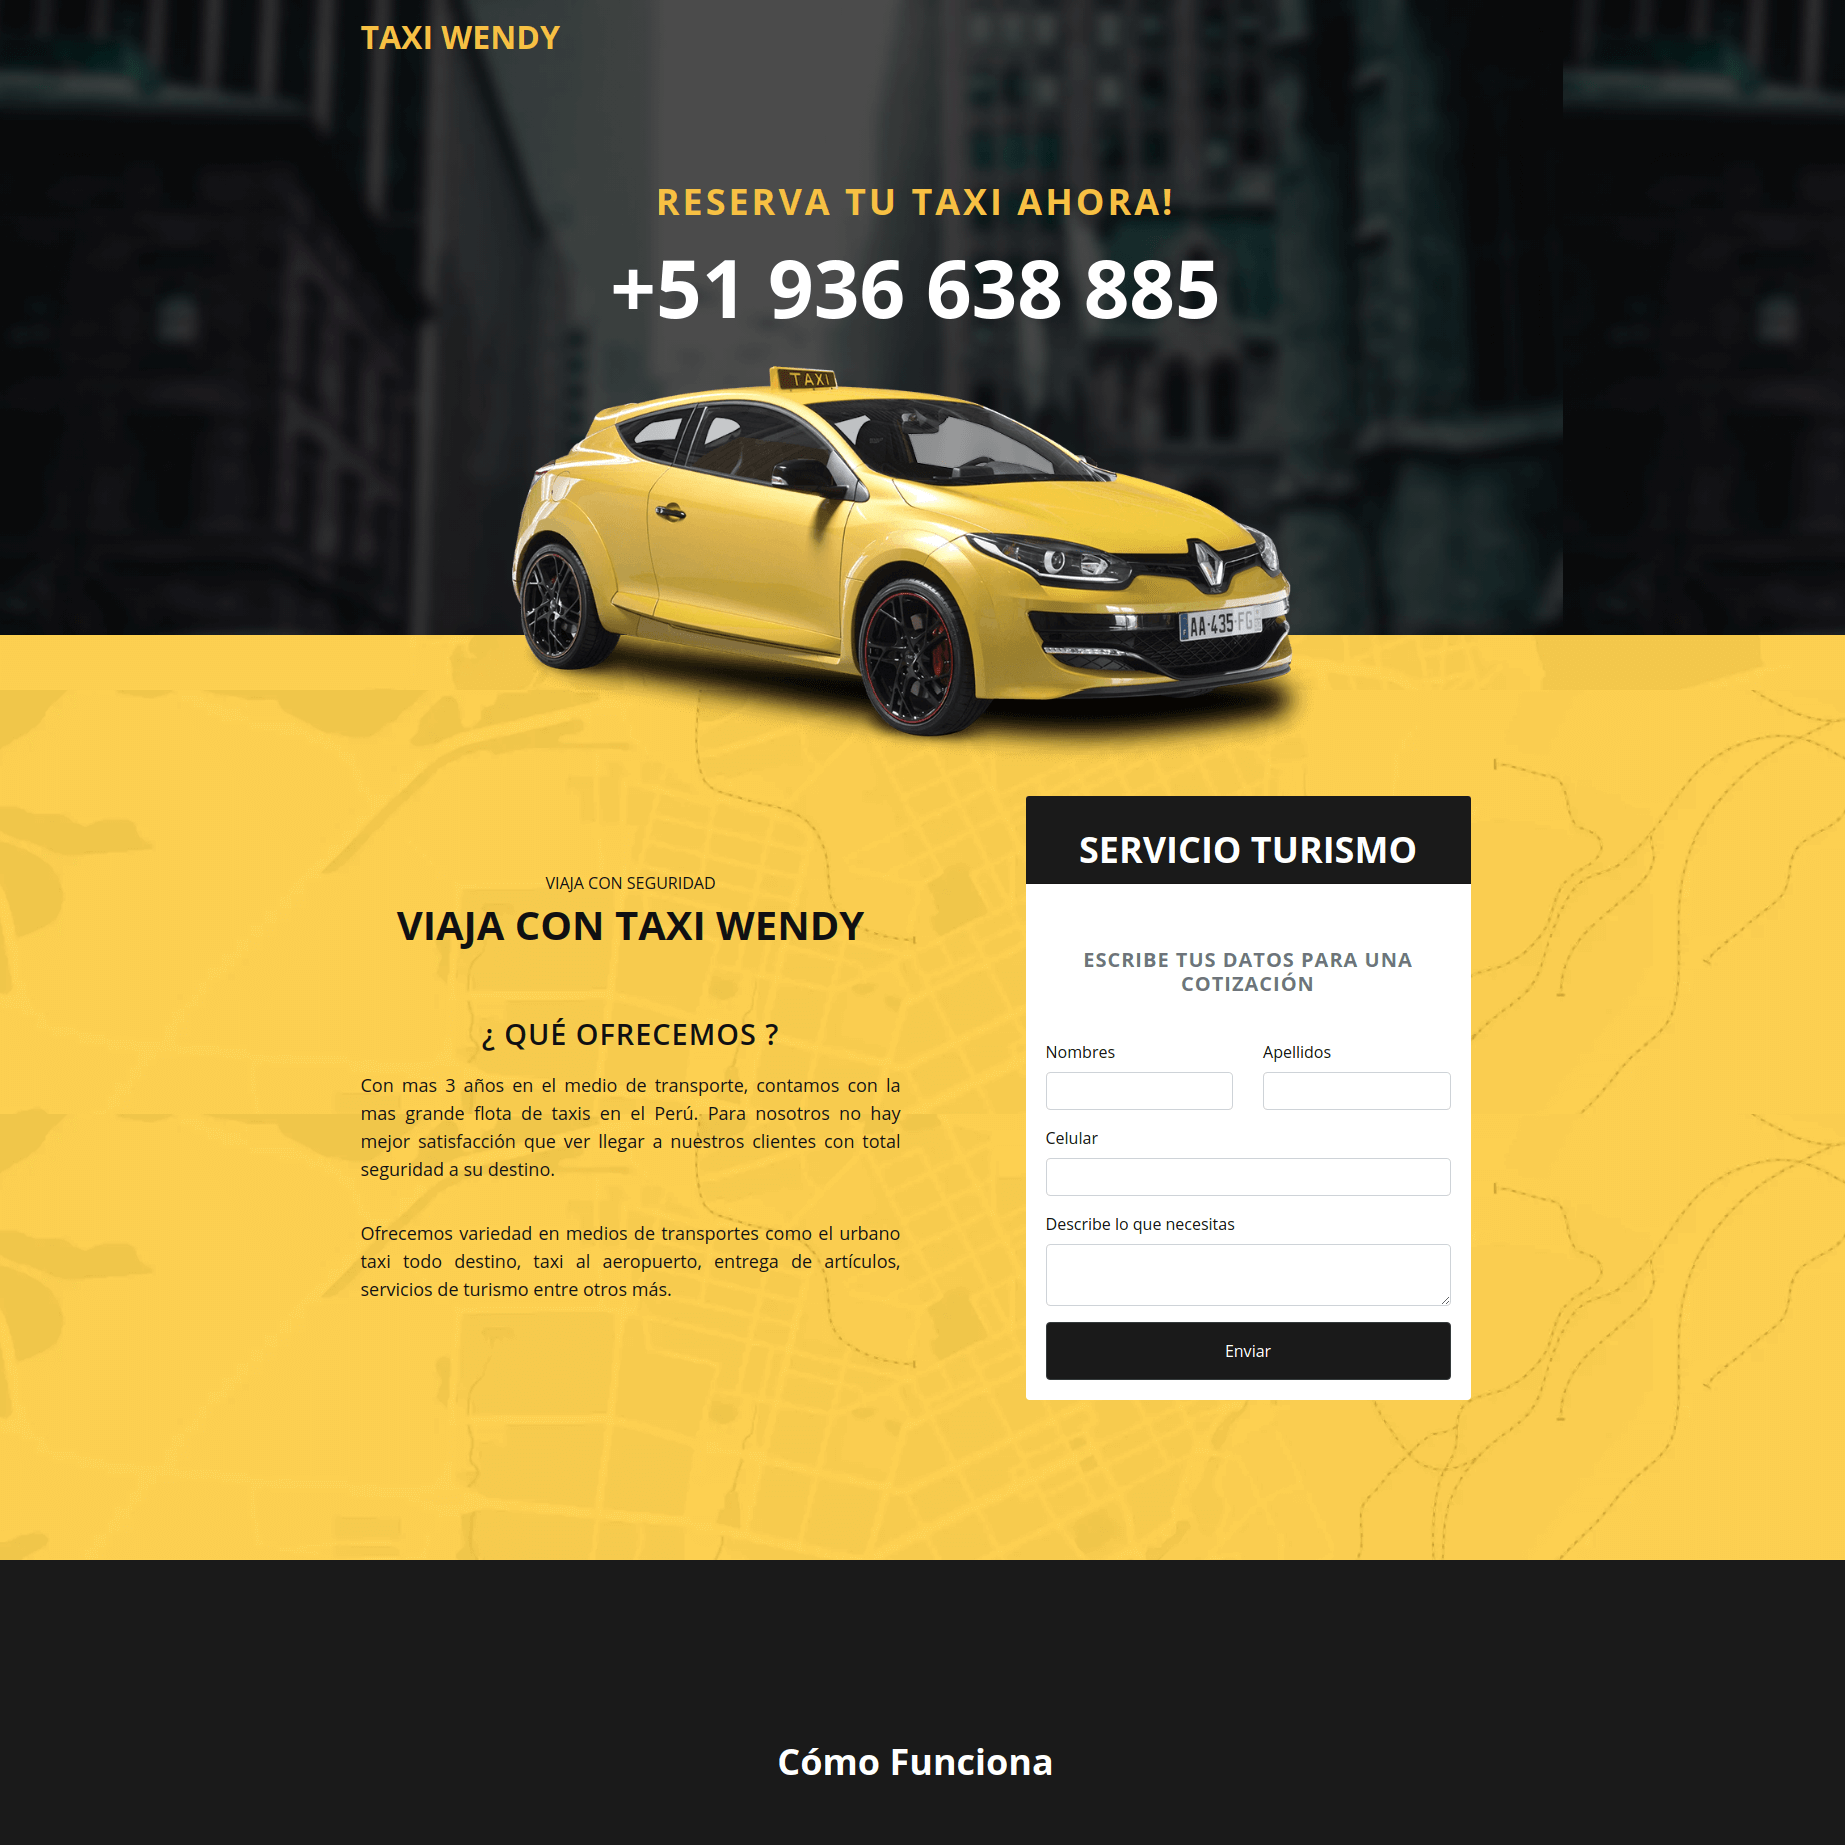 TAXI WENDY
RESERVA TU TAXI AHORA!
+51 936 638 885
TAXI
AA-435-FG
VIAJA CON SEGURIDAD
VIAJA CON TAXI WENDY
¿ QUÉ OFRECEMOS ?
Con mas 3 años en el medio de transporte, contamos con la
mas grande flota de taxis en el Perú. Para nosotros no hay
mejor satisfacción que ver llegar a nuestros clientes con total
seguridad a su destino.
Ofrecemos variedad en medios de transportes como el urbano
taxi todo destino, taxi al aeropuerto, entrega de artículos,
servicios de turismo entre otros más.
SERVICIO TURISMO
ESCRIBE TUS DATOS PARA UNA
COTIZACIÓN
Nombres
Apellidos
Celular
Describe lo que necesitas
Enviar
Cómo Funciona